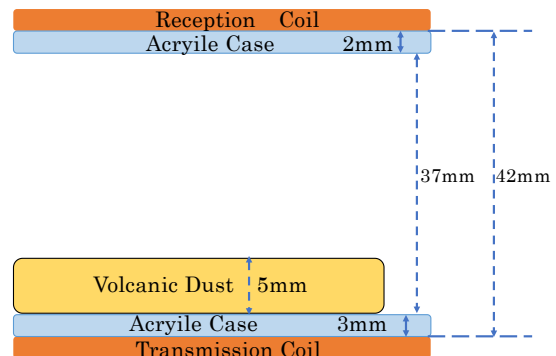 Reception Coil
Acryile Case 2mm
37mm
42mm
Volcanic Dust 5mm
Acryile Case 3mm
Transmission Coil